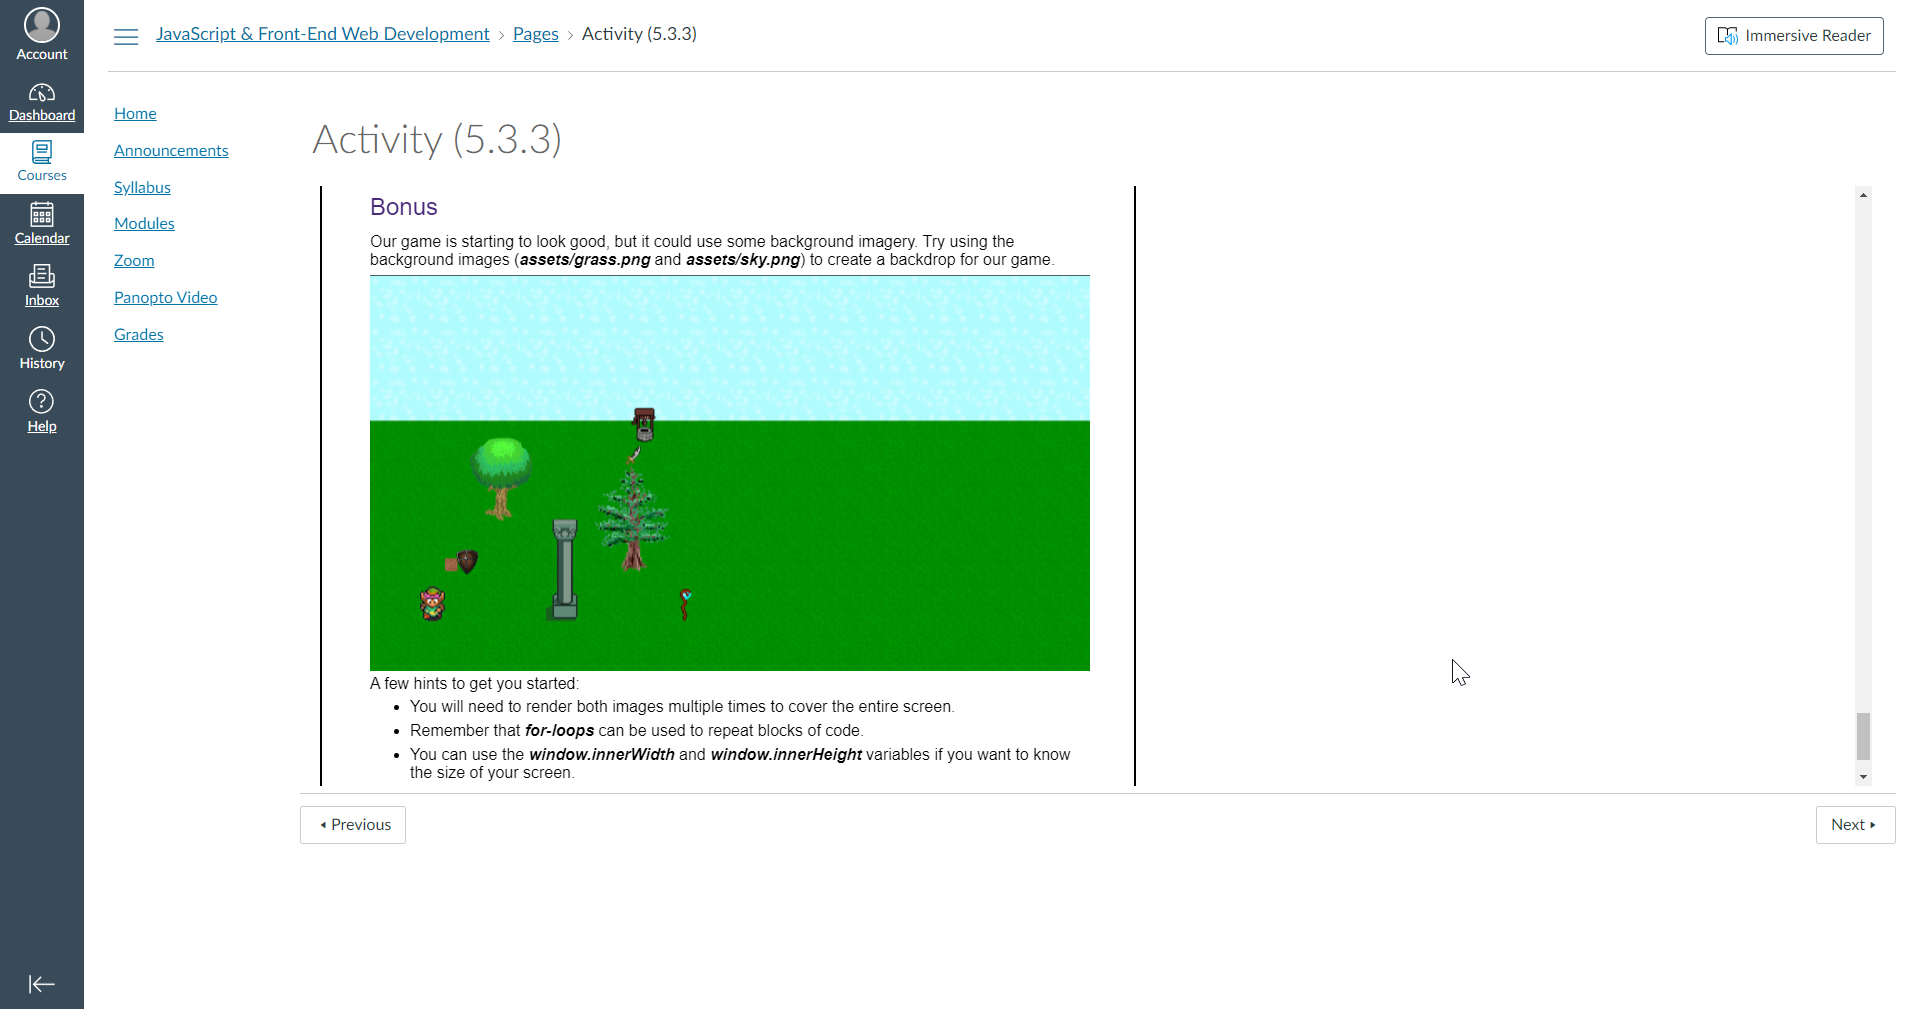 Account
Dashboard
Courses
Calendar
Inbox
History
Help
JavaScript & Front-End Web Development › Pages › Activity (5.3.3)
Immersive Reader
Home
Announcements
Syllabus
Modules
Zoom
Panopto Video
Grades
Activity (5.3.3)
Bonus
Our game is starting to look good, but it could use some background imagery. Try using the
background images (assets/grass.png and assets/sky.png) to create a backdrop for our game.
A few hints to get you started:
• You will need to render both images multiple times to cover the entire screen.
• Remember that for-loops can be used to repeat blocks of code.
• You can use the window.innerWidth and window.innerHeight variables if you want to know
the size of your screen.
Previous
Next